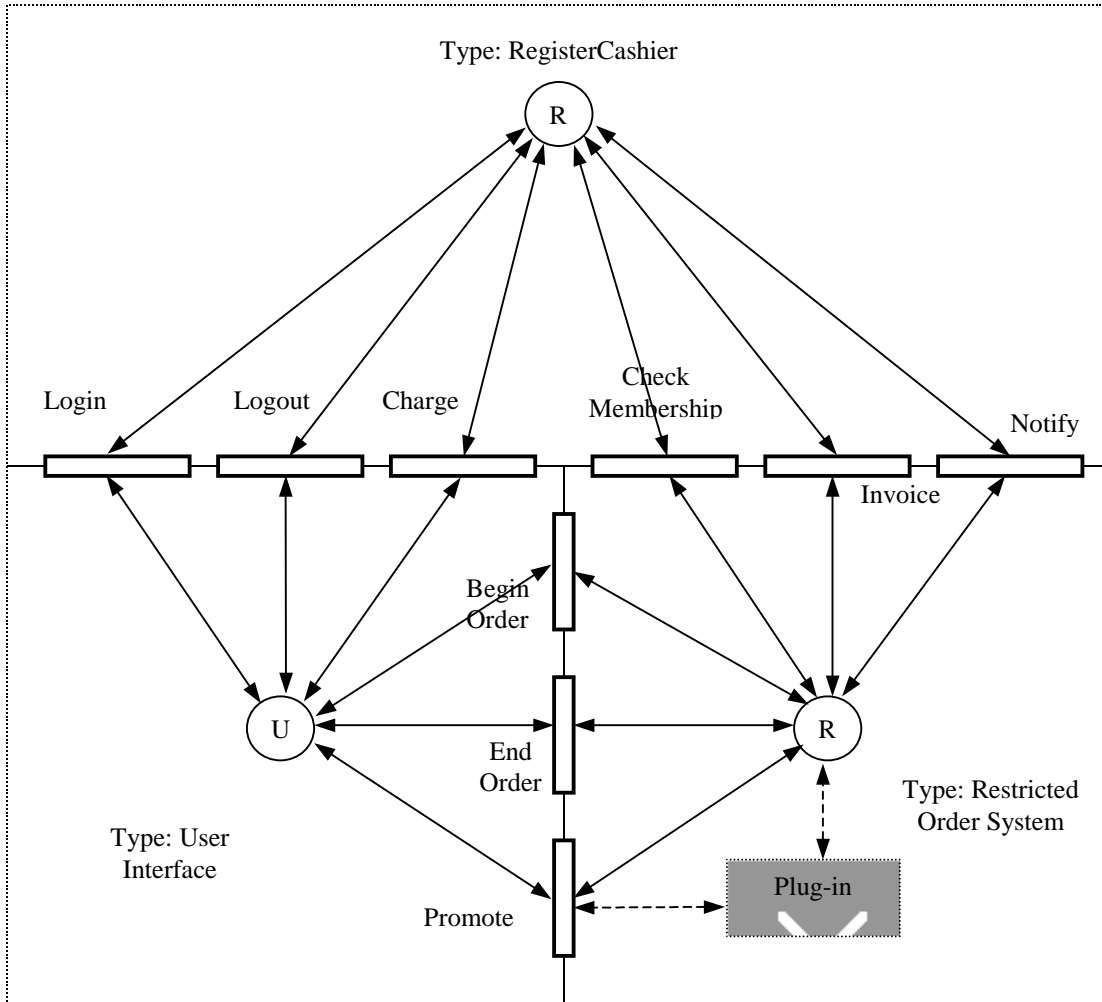 Type: RegisterCashier
R
Login
Logout
Charge
Check
Membership
Notify
Invoice
Begin
Order
U
R
End
Order
Type: User
Interface
Type: Restricted
Order System
Promote
Plug-in